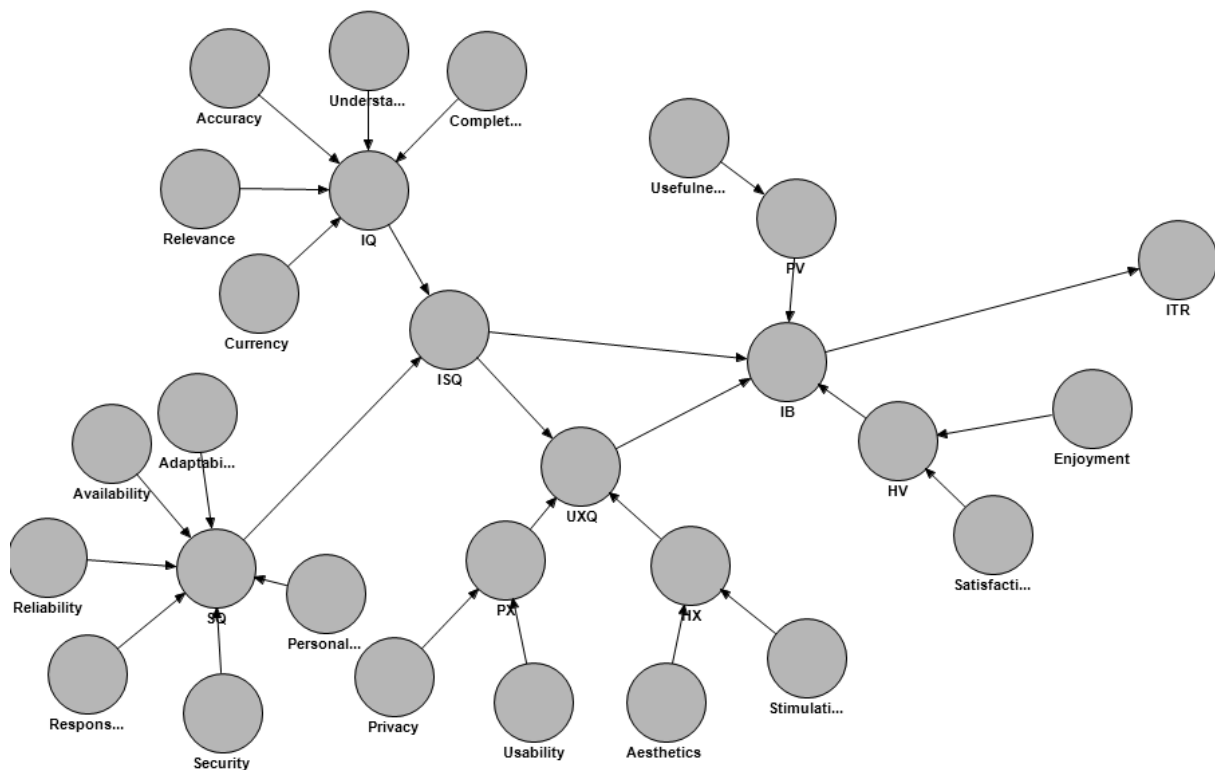 Understa...
Accuracy
Complet...
Usefulne...
Relevance
IQ
PV
ITR
Currency
ISQ
IB
Adaptabi...
Enjoyment
Availability
HV
UXQ
Reliability
Satisfacti...
PX
HX
SQ
Personal...
Respons...
Privacy
Stimulati...
Usability
Aesthetics
Security